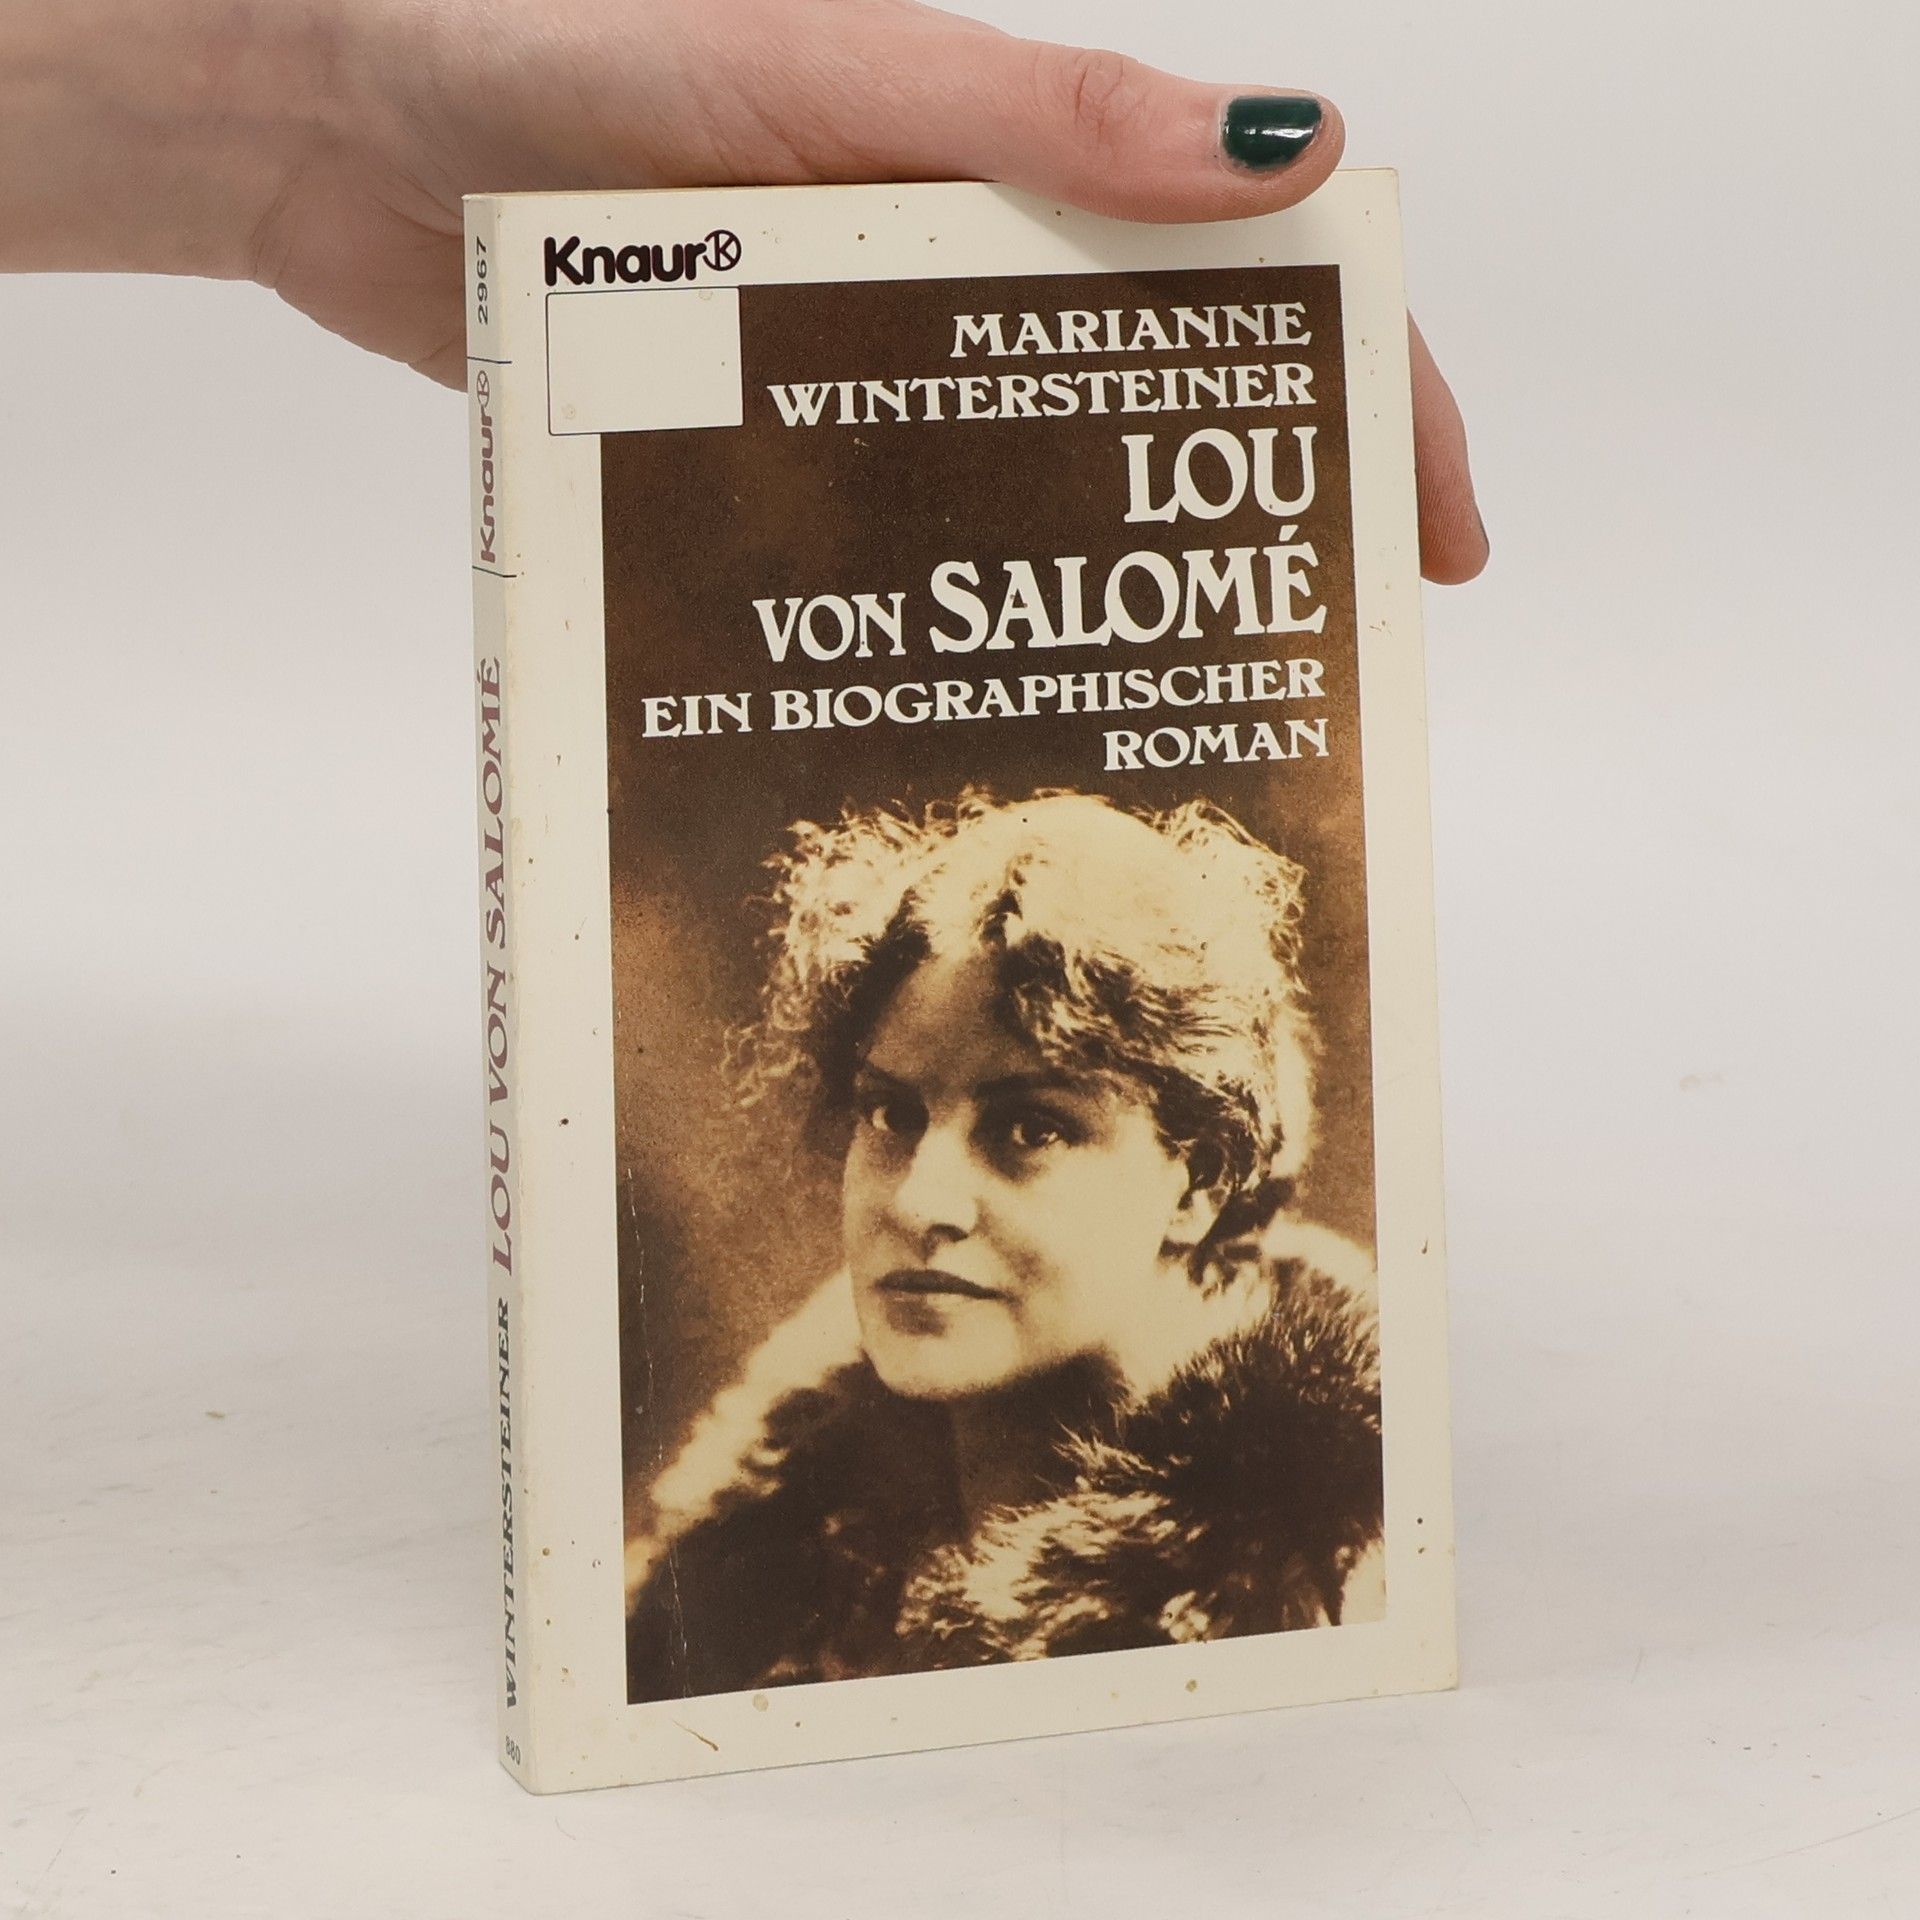 Knaur
MARIANNE
WINTERSTEINER
LOU
VON SALOMÉ
EIN BIOGRAPHISCHER
ROMAN
2967
Knaur
WINTERSTEINER LOU VON SALOMÉ
880